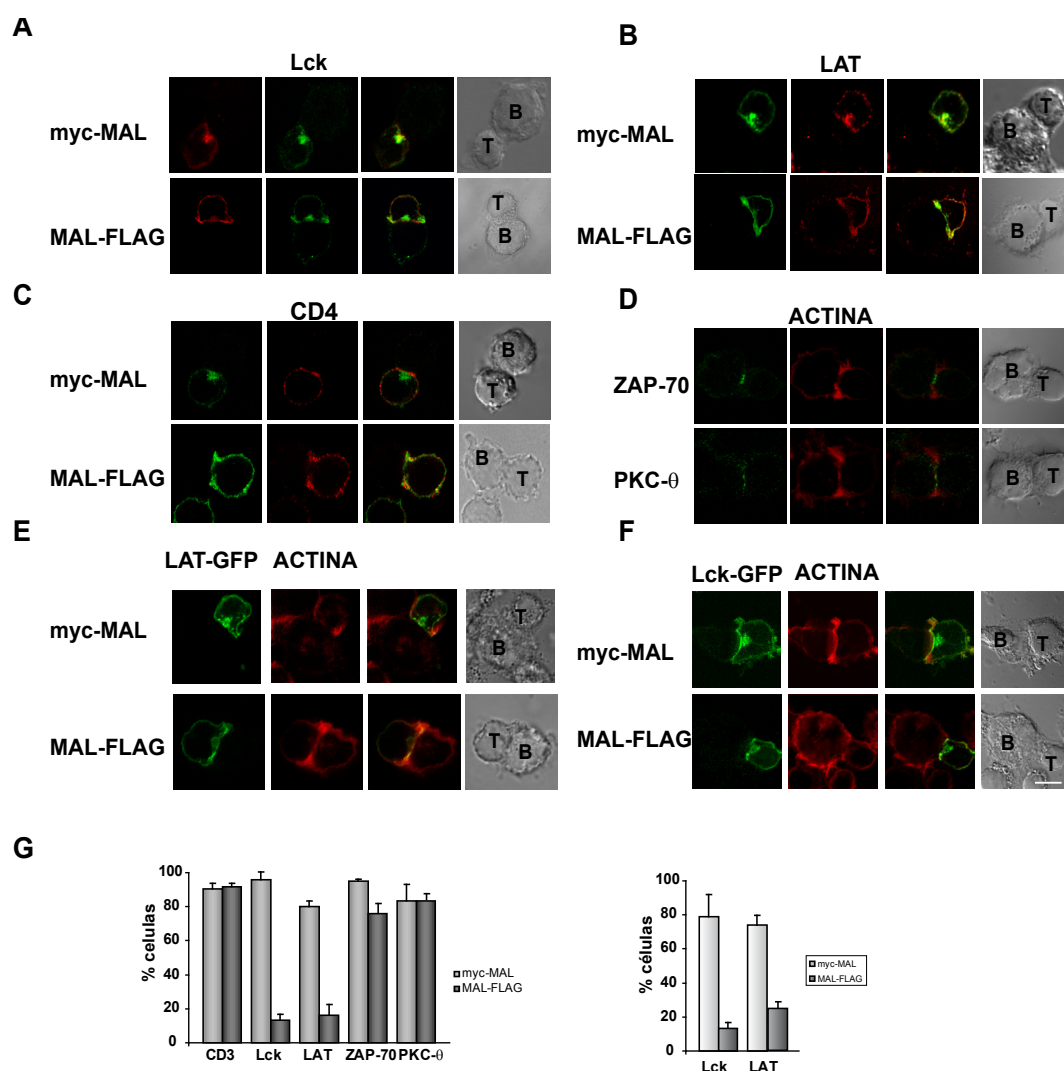 A
Lck
myc-MAL
B
T
MAL-FLAG
T
B
B
LAT
myc-MAL
T
B
MAL-FLAG
T
B
C
CD4
myc-MAL
B
T
MAL-FLAG
B
T
D
ACTINA
ZAP-70
B
T
PKC-θ
B
T
E
LAT-GFP ACTINA
myc-MAL
T
B
MAL-FLAG
T
B
F
Lck-GFP ACTINA
myc-MAL
B
T
MAL-FLAG
B
T
G
% celulas
100
80
60
40
20
0
CD3 Lck LAT ZAP-70 PKC-θ
myc-MAL
MAL-FLAG
% células
100
80
60
40
20
0
Lck LAT
myc-MAL
MAL-FLAG